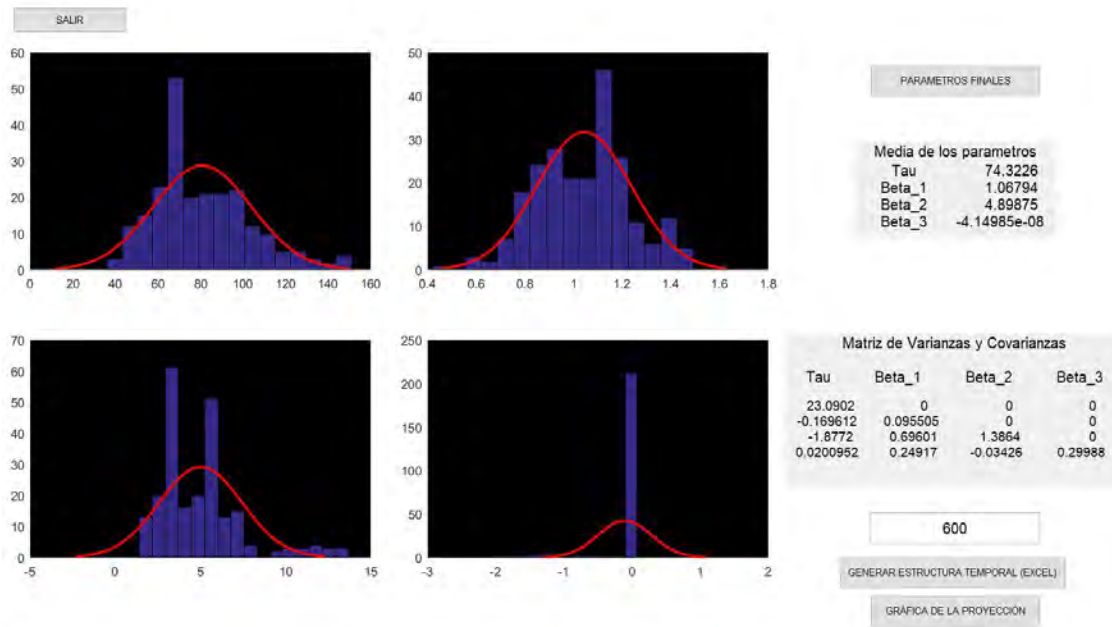 SALIR
60
50
40
30
20
10
0
0 20 40 60 80 100 120 140 160
50
40
30
20
10
0
0.4 0.6 0.8 1 1.2 1.4 1.6 1.8
PARAMETROS FINALES
Media de los parametros
Tau 74.3226
Beta_1 1.06794
Beta_2 4.89875
Beta_3 -4.14985e-08
70
60
50
40
30
20
10
0
-5 0 5 10 15
250
200
150
100
50
0
-3 -2 -1 0 1 2
Matriz de Varianzas y Covarianzas
Tau Beta_1 Beta_2 Beta_3
23.0902 0 0 0
-0.169612 0.095505 0 0
-1.8772 0.69601 1.3864 0
0.0200952 0.24917 -0.03426 0.29988
600
GENERAR ESTRUCTURA TEMPORAL (EXCEL)
GRÁFICA DE LA PROYECCIÓN